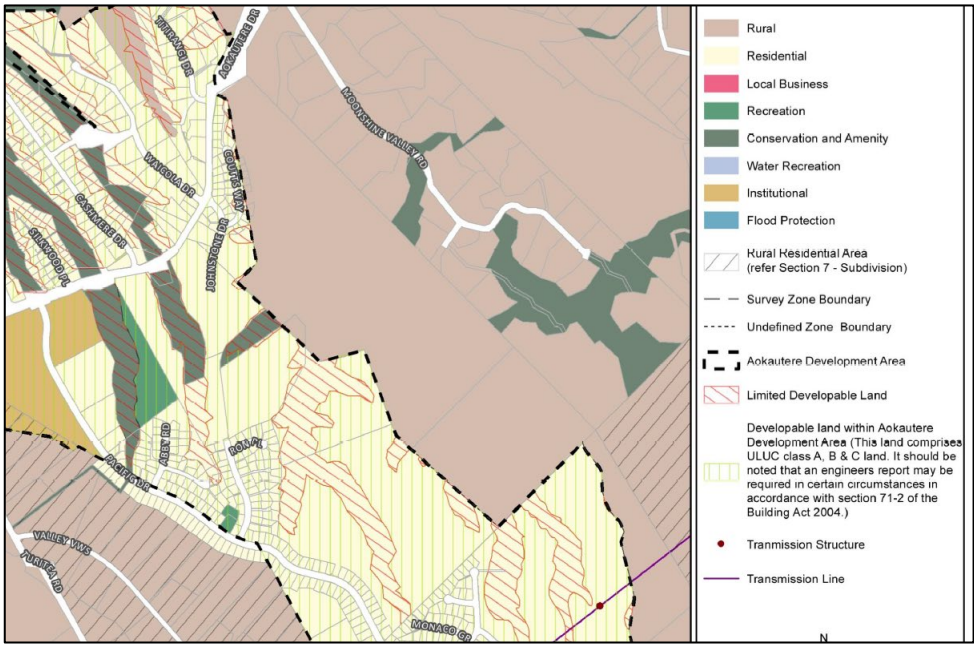 TITIRANGI DR
AOKAUTERE DR
MOONSHINE VALLEY RD
COUTTS WAY
WAICOLA DR
CASHMERE DR
SILKWOOD PL
JOHNSTONE DR
ABBY RD
RON PL
PACIFIC DR
VALLEY VWS
TURITEA RD
MONACO GR
Rural
Residential
Local Business
Recreation
Conservation and Amenity
Water Recreation
Institutional
Flood Protection
Rural Residential Area
(refer Section 7 - Subdivision)
Survey Zone Boundary
Undefined Zone Boundary
Aokautere Development Area
Limited Developable Land
Developable land within Aokautere
Development Area (This land comprises
ULUC class A, B & C land. It should be
noted that an engineers report may be
required in certain circumstances in
accordance with section 71-2 of the
Building Act 2004.)
Tranmission Structure
Transmission Line
N